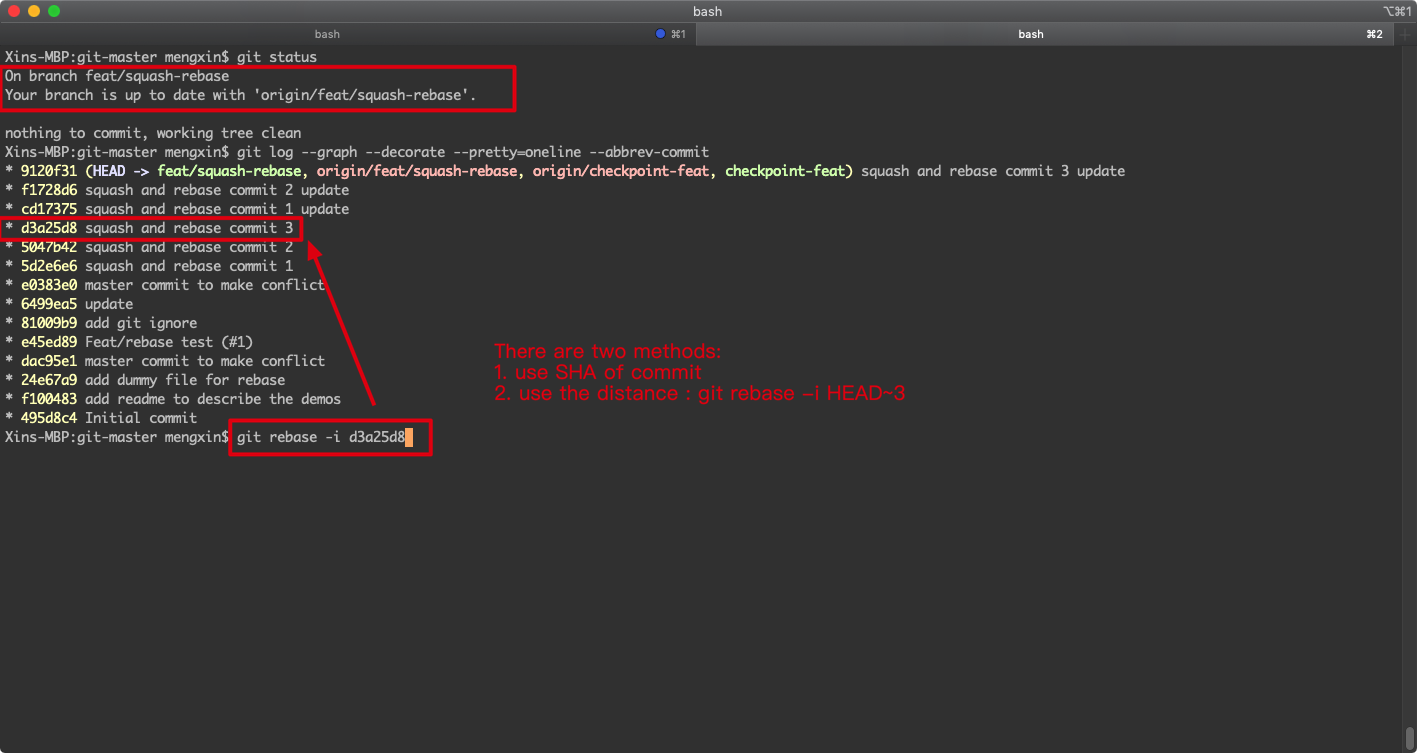 bash
⌥⌘1
bash
⌘1
bash
⌘2
Xins-MBP:git-master mengxin$ git status
On branch feat/squash-rebase
Your branch is up to date with 'origin/feat/squash-rebase'.
nothing to commit, working tree clean
Xins-MBP:git-master mengxin$ git log --graph --decorate --pretty=oneline --abbrev-commit
* 9120f31 (HEAD -> feat/squash-rebase, origin/feat/squash-rebase, origin/checkpoint-feat, checkpoint-feat) squash and rebase commit 3 update
* f1728d6 squash and rebase commit 2 update
* cd17375 squash and rebase commit 1 update
* d3a25d8 squash and rebase commit 3
* 5047b42 squash and rebase commit 2
* 5d2e6e6 squash and rebase commit 1
* e0383e0 master commit to make conflict
* 6499ea5 update
* 81009b9 add git ignore
* e45ed89 Feat/rebase test (#1)
* dac95e1 master commit to make conflict
* 24e67a9 add dummy file for rebase
* f100483 add readme to describe the demos
* 495d8c4 Initial commit
Xins-MBP:git-master mengxin$ git rebase -i d3a25d8
There are two methods:
1. use SHA of commit
2. use the distance : git rebase -i HEAD~3